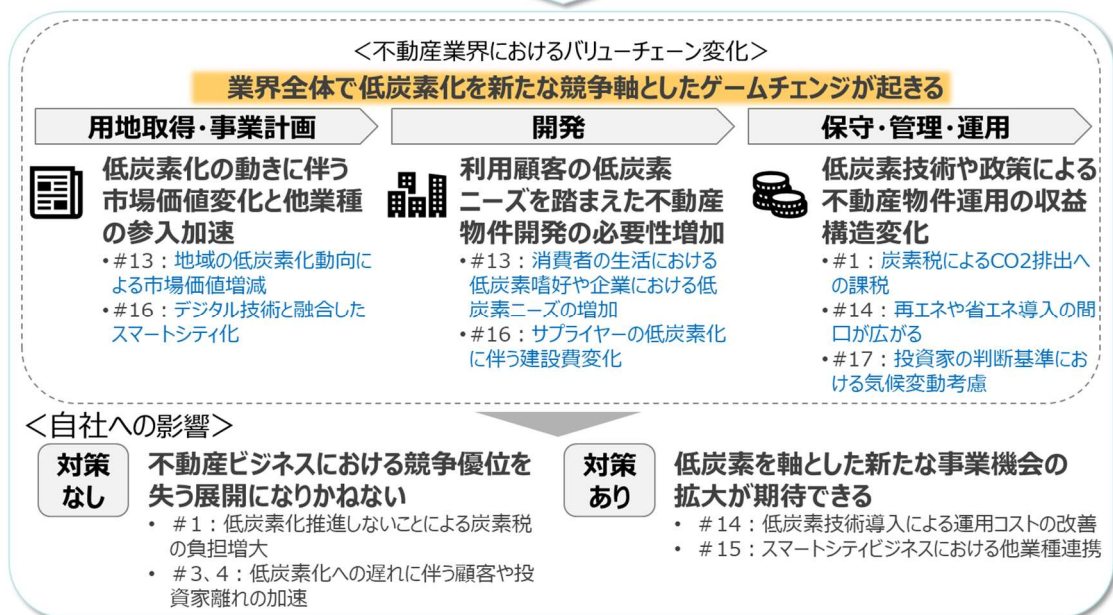 ＜不動産業界におけるバリューチェーン変化＞
業界全体で低炭素化を新たな競争軸としたゲームチェンジが起きる
用地取得・事業計画
低炭素化の動きに伴う
市場価値変化と他業種
の参入加速
・#13：地域の低炭素化動向に
よる市場価値増減
・#16：デジタル技術と融合した
スマートシティ化
開発
利用顧客の低炭素
ニーズを踏まえた不動産
物件開発の必要性増加
・#13：消費者の生活における
低炭素嗜好や企業における低
炭素ニーズの増加
・#16：サプライヤーの低炭素化
に伴う建設費変化
保守・管理・運用
低炭素技術や政策による
不動産物件運用の収益
構造変化
・#1：炭素税によるCO2排出へ
の課税
・#14：再エネや省エネ導入の間
口が広がる
・#17：投資家の判断基準にお
ける気候変動考慮
＜自社への影響＞
対策
なし
不動産ビジネスにおける競争優位を
失う展開になりかねない
・ ＃1：低炭素化推進しないことによる炭素税
の負担増大
・ ＃3、4：低炭素化への遅れに伴う顧客や投
資家離れの加速
対策
あり
低炭素を軸とした新たな事業機会の
拡大が期待できる
・ ＃14：低炭素技術導入による運用コストの改善
・ ＃15：スマートシティビジネスにおける他業種連携